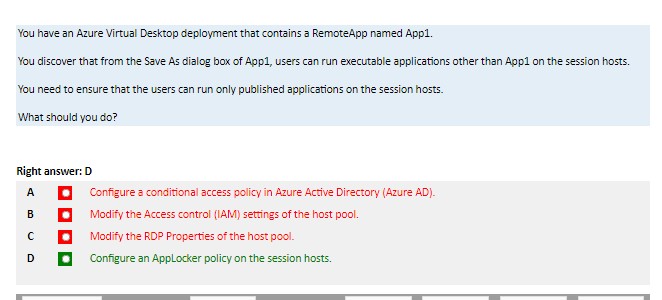 You have an Azure Virtual Desktop deployment that contains a RemoteApp named App1.
You discover that from the Save As dialog box of App1, users can run executable applications other than App1 on the session hosts.
You need to ensure that the users can run only published applications on the session hosts.
What should you do?
Right answer: D
A Configure a conditional access policy in Azure Active Directory (Azure AD).
B Modify the Access control (IAM) settings of the host pool.
C Modify the RDP Properties of the host pool.
D Configure an AppLocker policy on the session hosts.